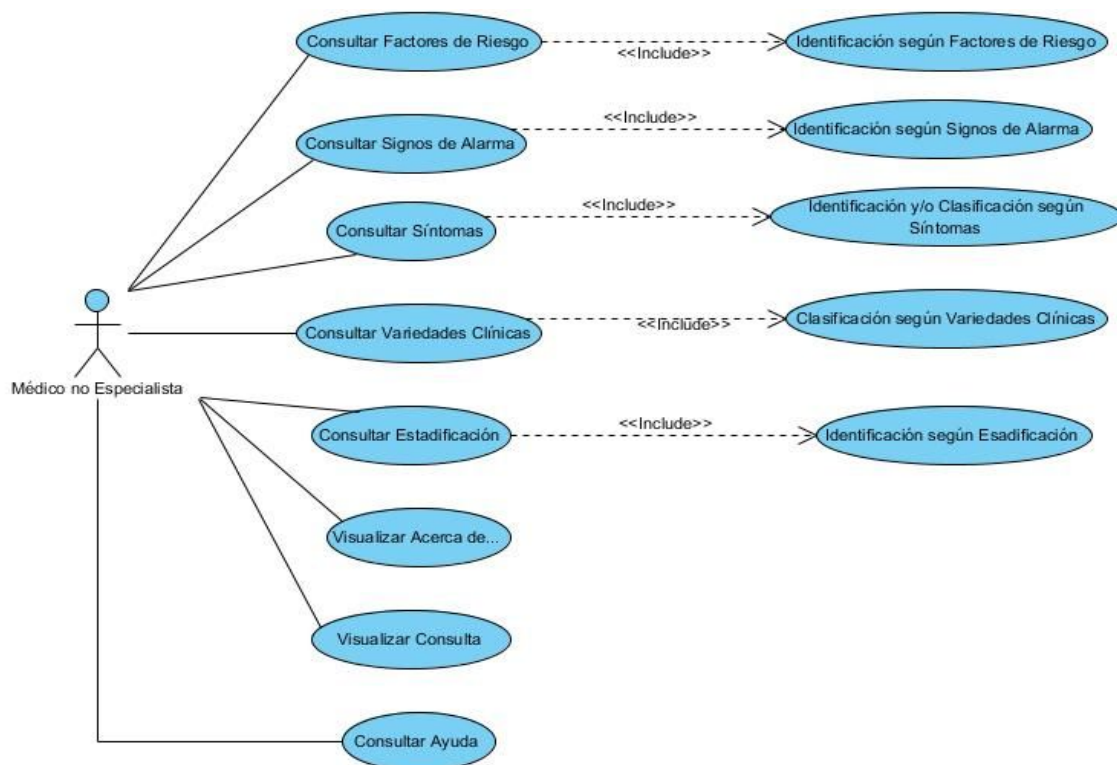 Consultar Factores de Riesgo
<<Include>>
Identificación según Factores de Riesgo
Consultar Signos de Alarma
<<Include>>
Identificación según Signos de Alarma
Consultar Síntomas
<<Include>>
Identificación y/o Clasificación según
Síntomas
Consultar Variedades Clínicas
<<Include>>
Clasificación según Variedades Clínicas
Médico no Especialista
Consultar Estadificación
<<Include>>
Identificación según Esadificación
Visualizar Acerca de...
Visualizar Consulta
Consultar Ayuda